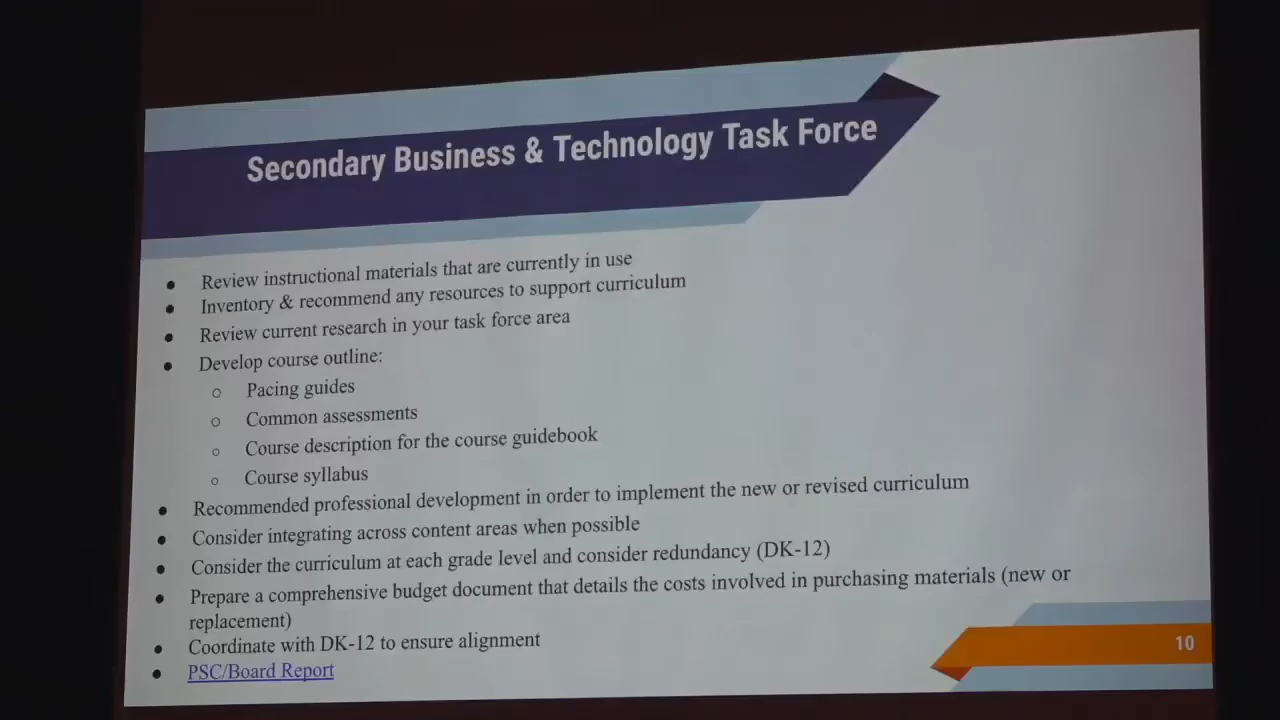 Secondary Business & Technology Task Force
● Review instructional materials that are currently in use
● Inventory & recommend any resources to support curriculum
● Review current research in your task force area
● Develop course outline:
○ Pacing guides
○ Common assessments
○ Course description for the course guidebook
○ Course syllabus
● Recommended professional development in order to implement the new or revised curriculum
● Consider integrating across content areas when possible
● Consider the curriculum at each grade level and consider redundancy (DK-12)
● Prepare a comprehensive budget document that details the costs involved in purchasing materials (new or
replacement)
● Coordinate with DK-12 to ensure alignment
● PSC/Board Report
10